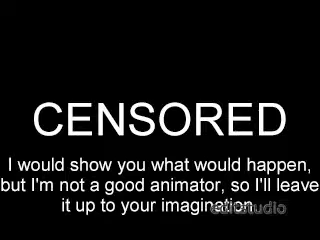 CENSORED
I would show you what would happen,
but I'm not a good animator, so I'll leave
it up to your imagination
editstudio